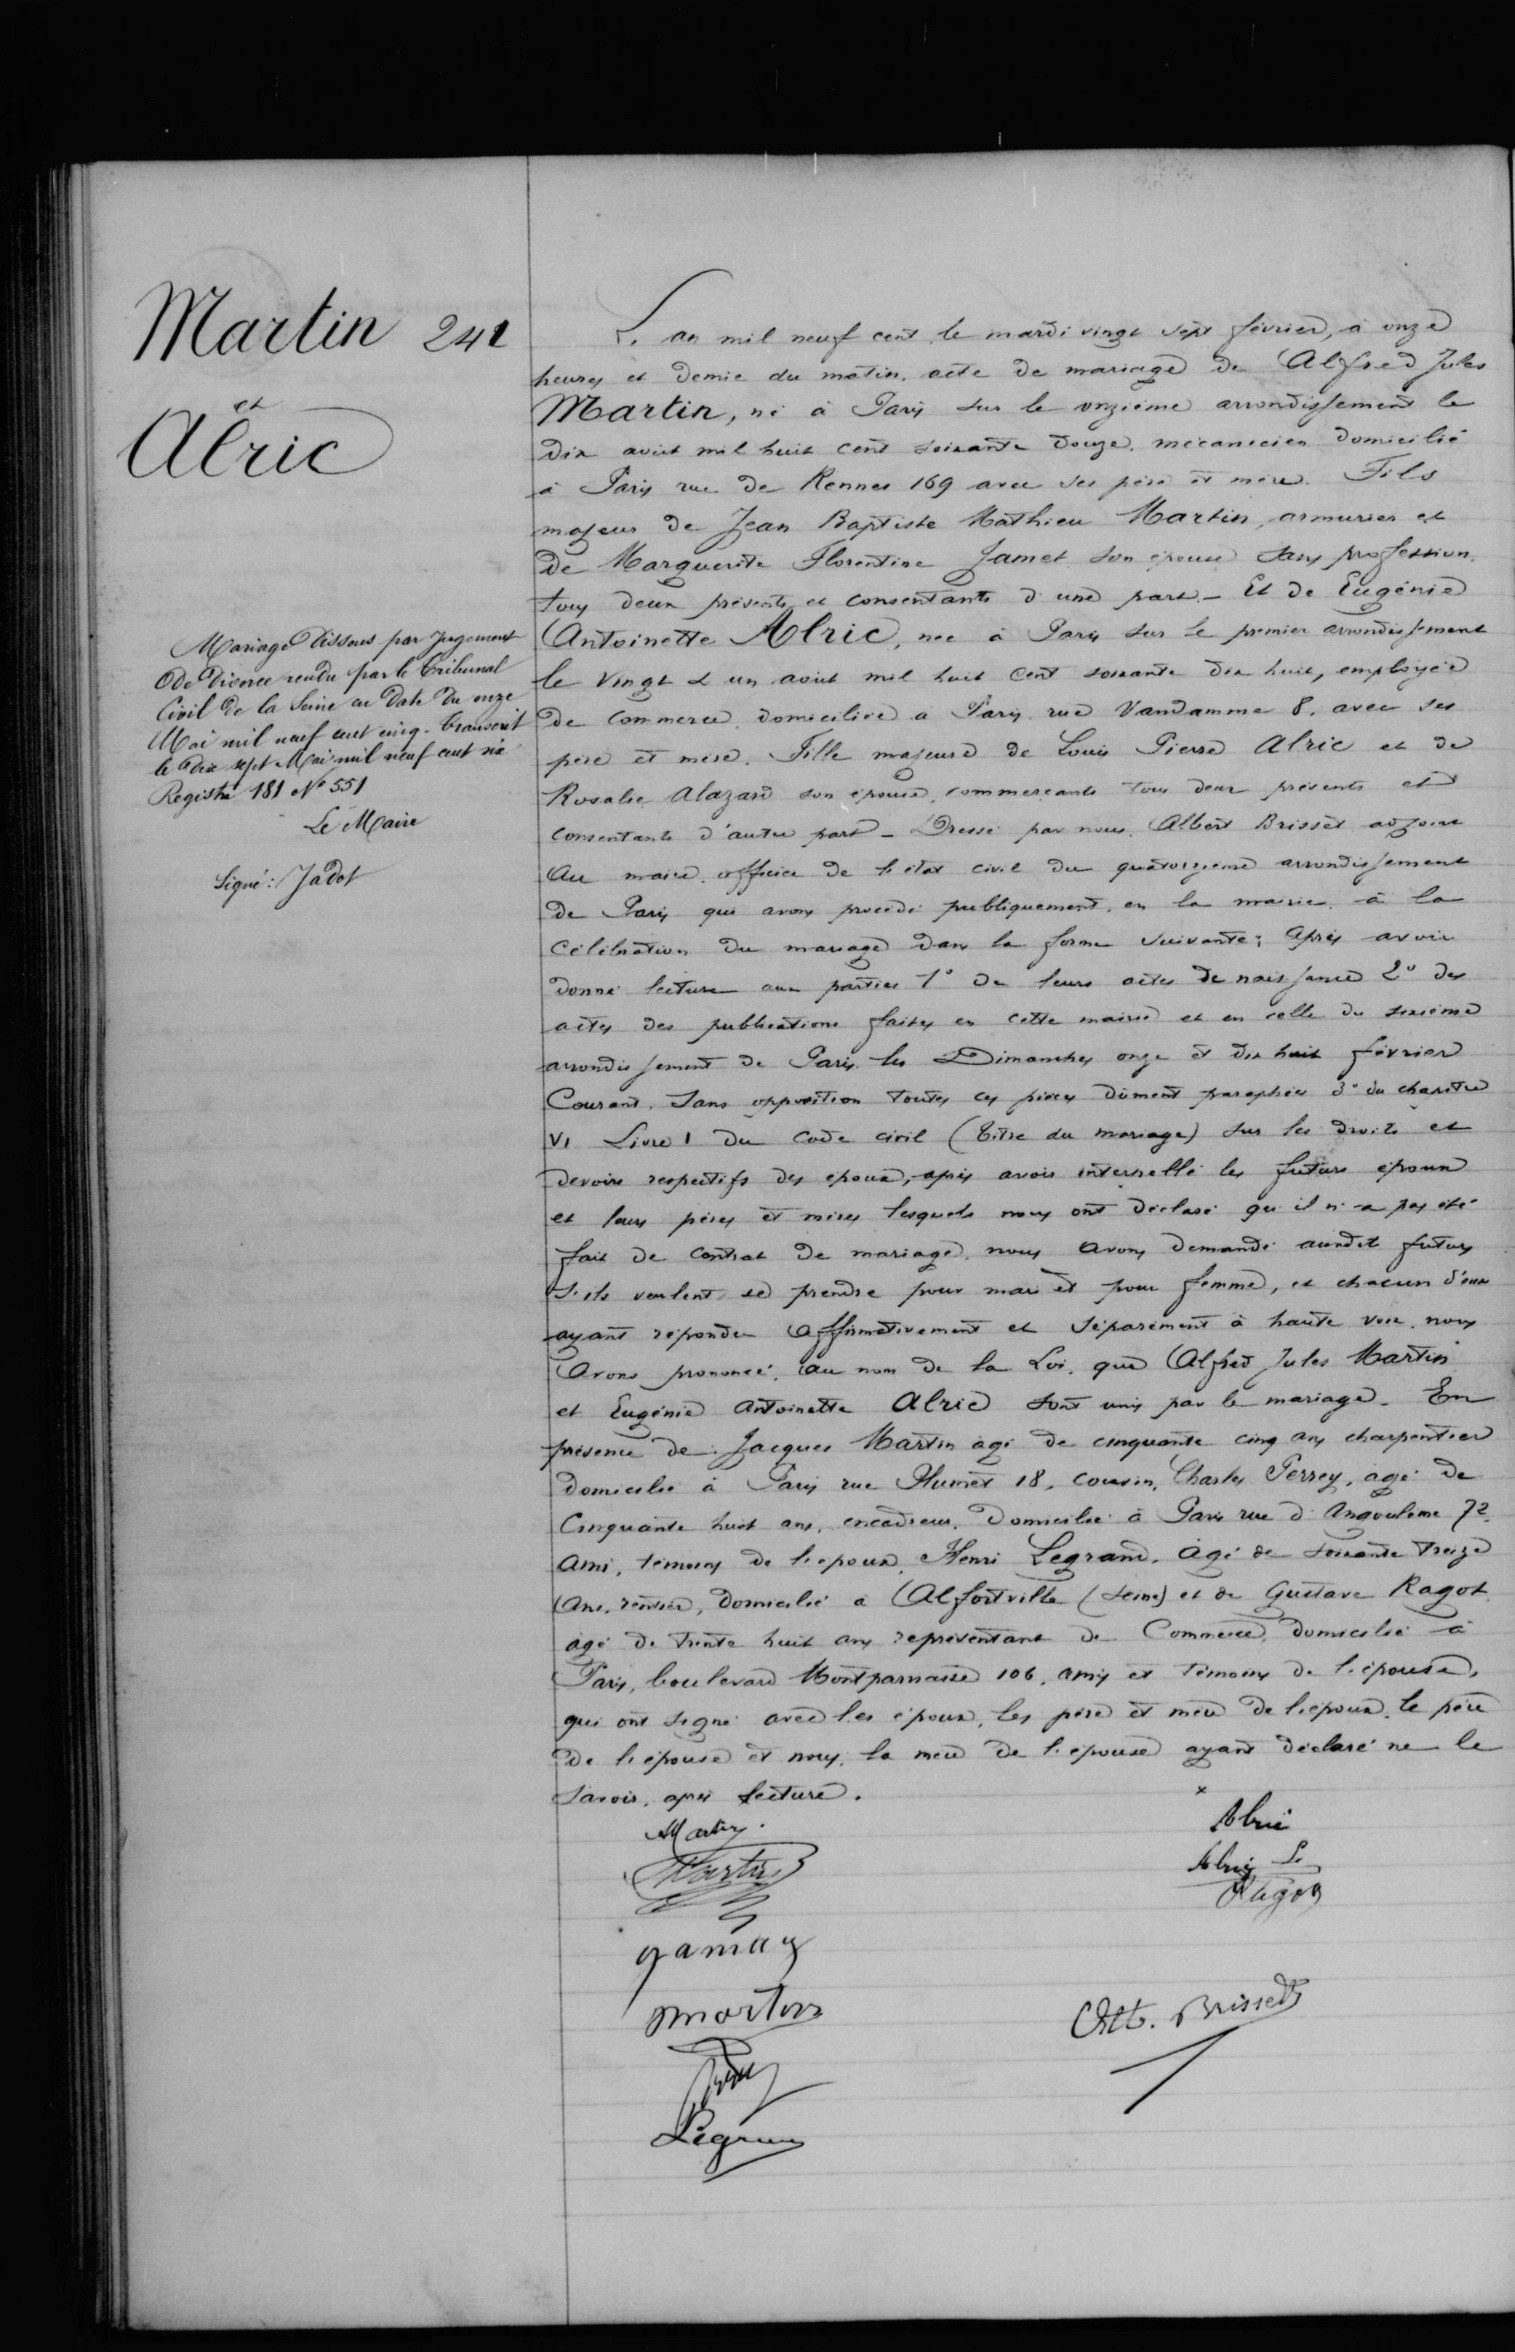 Martin 241
et
Alric
Mariage dissous par Jugement
de divorce rendu par le Tribunal
Civil de la Seine en date du onze
Mai mil neuf cent cinq. Transcrit
le dix sept Mai mil neuf cent six
Registre 181 N° 551
Le Maire
Signé: Jadot
L'an mil neuf cent, le mardi vingt sept février, à onze
heures et demie du matin. acte de mariage de Alfred Jules
Martin, né à Paris sur le onzième arrondissement le
dix août mil huit cent soixante douze. mécanicien domicilié
à Paris rue de Rennes 169 avec ses père et mère. Fils
majeur de Jean Baptiste Mathieu Martin, armurier et
de Marguerite Florentine Jamet son épouse sans profession.
tous deux présents et consentants d'une part. - Et de Eugénie
Antoinette Alric, née à Paris sur le premier arrondissement
le vingt & un août mil huit cent soixante dix huit, employée
de commerce, domiciliée à Paris rue Vandamme 8. avec ses
père et mère. Fille majeure de Louis Pierre Alric et de
Rosalie Alazard son épouse, commerçants tous deux présents et
consentants d'autre part - Dressé par nous, Albert Brisset adjoint
au maire, officier de l'état civil du quatorzième arrondissement
de Paris qui avons procédé publiquement, en la mairie, à la
célébration du mariage dans la forme suivante; après avoir
donné lecture aux parties 1° de leurs actes de naissance 2° des
actes des publications faites en cette mairie et en celle du sixième
arrondissement de Paris les Dimanches onze et dix huit février
Courant. Sans opposition toutes ces pièces dûment paraphées 3° du chapitre
VI Livre I du Code civil (titre du mariage) sur les droits et
devoirs respectifs des époux, après avoir interpellé les futurs époux
et leurs pères et mères lesquels nous ont déclaré qu'il n'a pas été
fait de contrat de mariage, nous avons demandé auxdit futurs
s'ils veulent se prendre pour mari et pour femme, et chacun d'eux
ayant répondu affirmativement et séparément à haute voix, nous
avons prononcé, au nom de la Loi, que Alfred Jules Martin
et Eugénie Antoinette Alric sont unis par le mariage. En
présence de: Jacques Martin âgé de cinquante cinq ans charpentier
domicilié à Paris rue Plumet 18, cousin, Charles Perrey, âgé de
Cinquante huit ans, encadreur, domicilié à Paris rue d'Angoulême 72,
ami, témoins de l'époux, Henri Legrand, âgé de soixante treize
ans, rentier, domicilié à Alfortville (Seine) et de Gustave Ragot
âgé de trente huit ans représentant de Commerce, domicilié à
Paris, boulevard Montparnasse 106, amis et témoins de l'épouse,
qui ont signé avec les époux, les père et mère de l'époux, le père
de l'épouse et nous, la mère de l'épouse ayant déclaré ne le
savoir, après lecture.
Martin
Alric
Martin
Alric L
Ragot
Martin
Alb. Brisset
Legrand